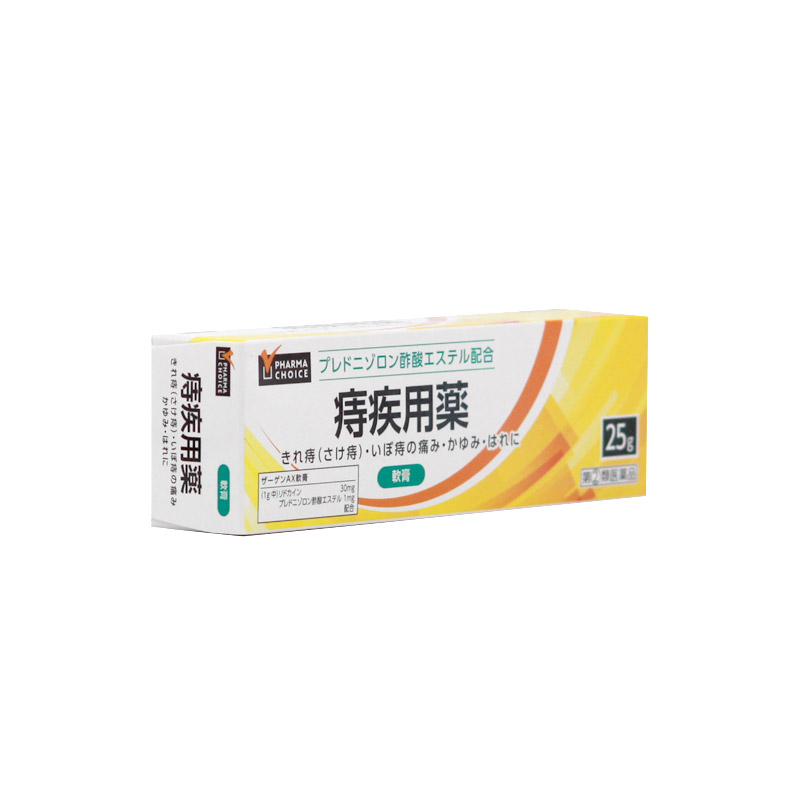 PHARMA
CHOICE
痔疾用薬
きれ痔(さけ痔)・いぼ痔の痛み
かゆみ・はれに
軟膏
PHARMA
CHOICE
プレドニゾロン酢酸エステル配合
痔疾用薬
きれ痔(さけ痔)・いぼ痔の痛み・かゆみ・はれに
軟膏
ザーゲンAX軟膏
(1g中)リドカイン 30mg
プレドニゾロン酢酸エステル 1mg
配合
25g
指②類医薬品